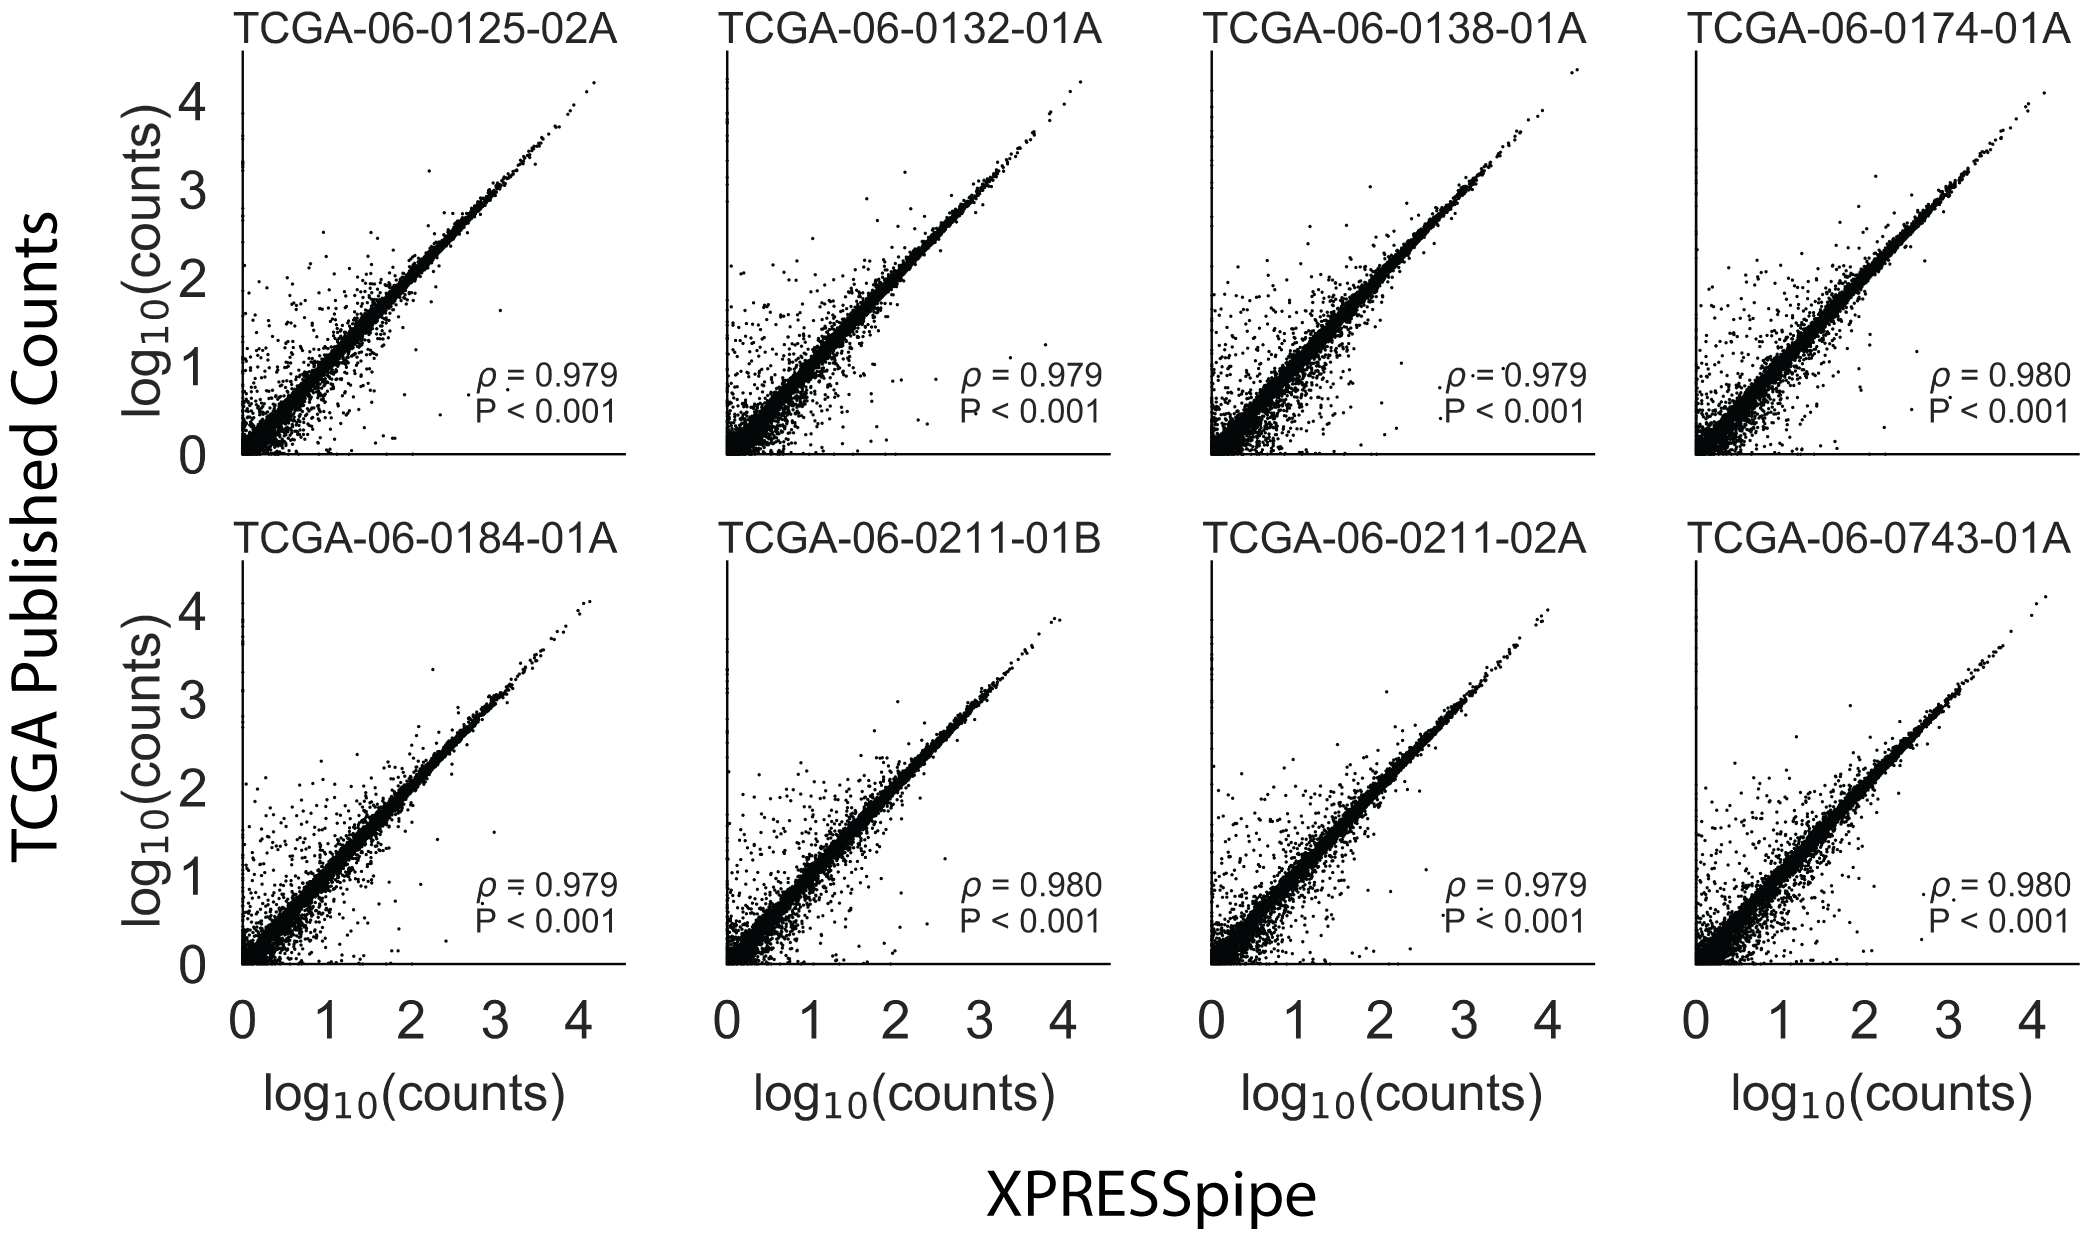 TCGA Published Counts
TCGA-06-0125-02A
log10(counts)
4
3
2
1
0
ρ = 0.979
P < 0.001
TCGA-06-0132-01A
ρ = 0.979
P < 0.001
TCGA-06-0138-01A
ρ = 0.979
P < 0.001
TCGA-06-0174-01A
ρ = 0.980
P < 0.001
TCGA-06-0184-01A
log10(counts)
4
3
2
1
0
ρ = 0.979
P < 0.001
0 1 2 3 4
log10(counts)
TCGA-06-0211-01B
ρ = 0.980
P < 0.001
0 1 2 3 4
log10(counts)
TCGA-06-0211-02A
ρ = 0.979
P < 0.001
0 1 2 3 4
log10(counts)
TCGA-06-0743-01A
ρ = 0.980
P < 0.001
0 1 2 3 4
log10(counts)
XPRESSpipe